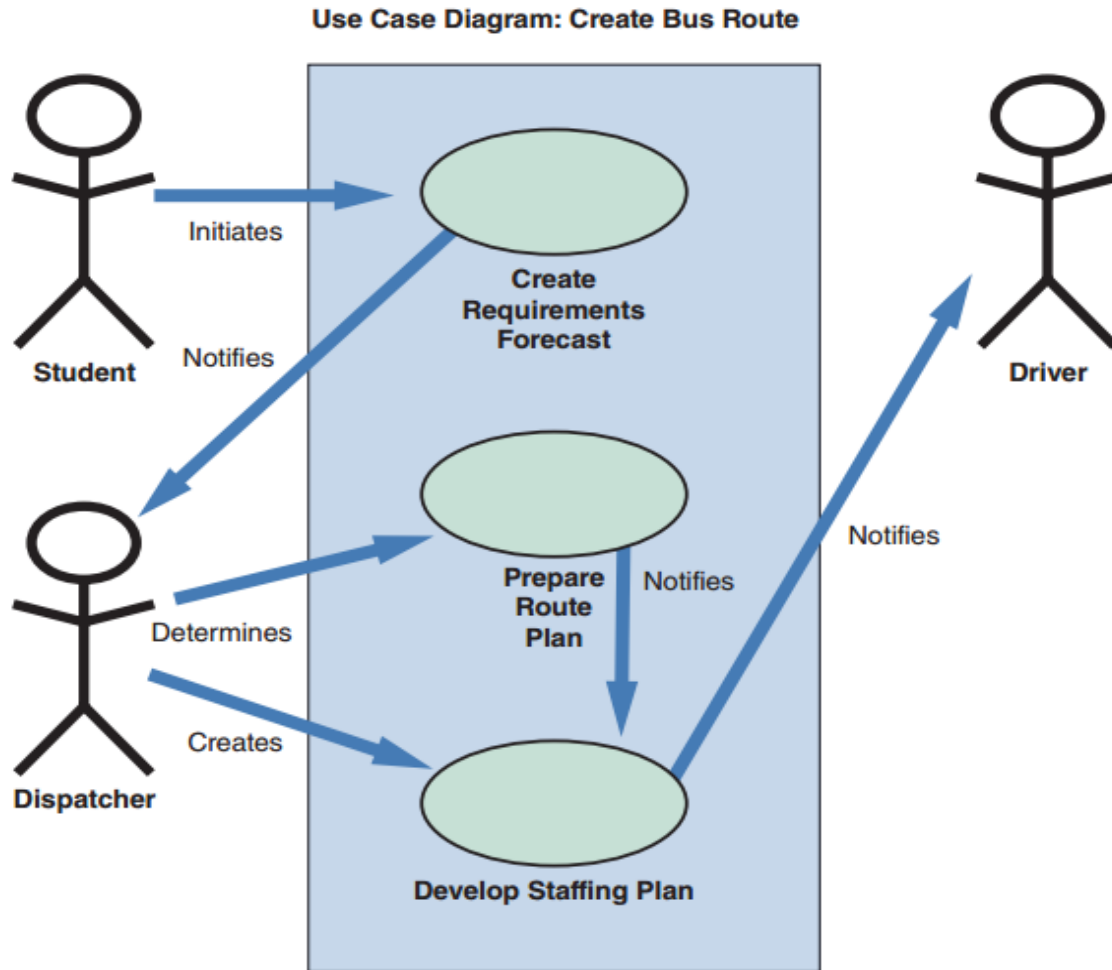 Use Case Diagram: Create Bus Route
Initiates
Create
Requirements
Forecast
Student
Driver
Notifies
Notifies
Prepare
Route
Plan
Notifies
Determines
Creates
Dispatcher
Develop Staffing Plan